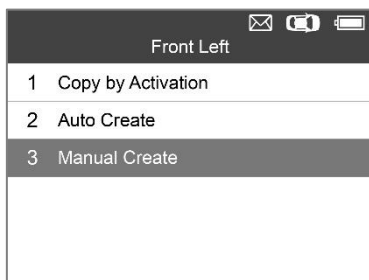 Front Left
1 Copy by Activation
2 Auto Create
3 Manual Create